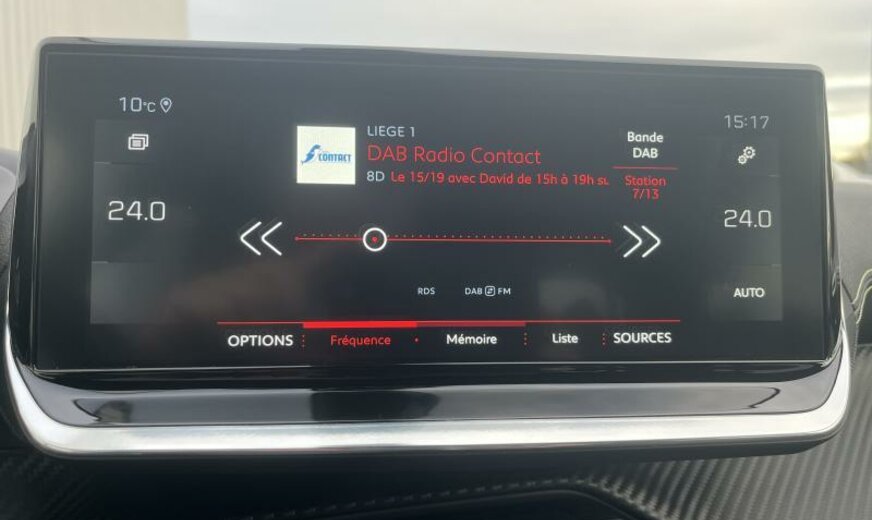 10°C
15:17
CONTACT
LIEGE 1
DAB Radio Contact
8D Le 15/19 avec David de 15h à 19h su
Bande
DAB
Station
7/13
24.0
24.0
RDS
DAB FM
AUTO
OPTIONS
Fréquence
Mémoire
Liste
SOURCES